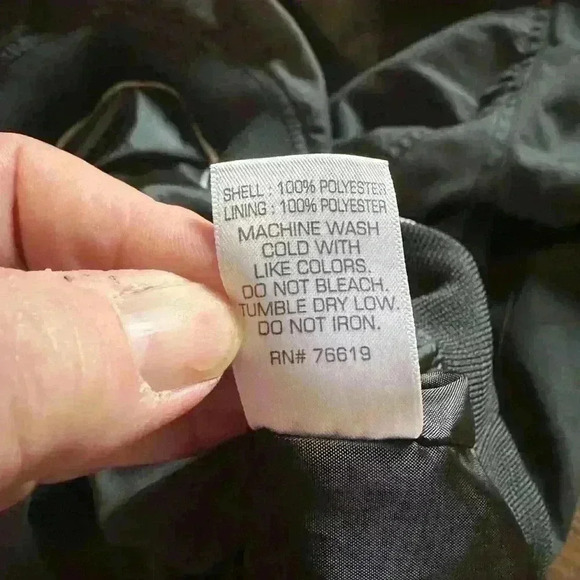 SHELL : 100% POLYESTER
LINING : 100% POLYESTER
MACHINE WASH
COLD WITH
LIKE COLORS.
DO NOT BLEACH.
TUMBLE DRY LOW.
DO NOT IRON.
RN# 76619